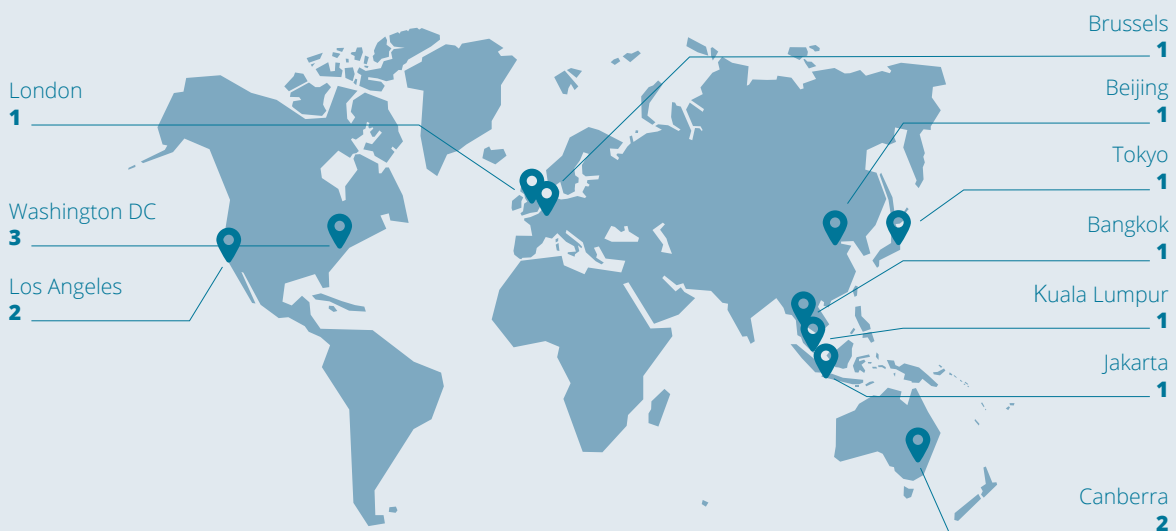 London
1
Washington DC
3
Los Angeles
2
Brussels
1
Beijing
1
Tokyo
1
Bangkok
1
Kuala Lumpur
1
Jakarta
1
Canberra
2